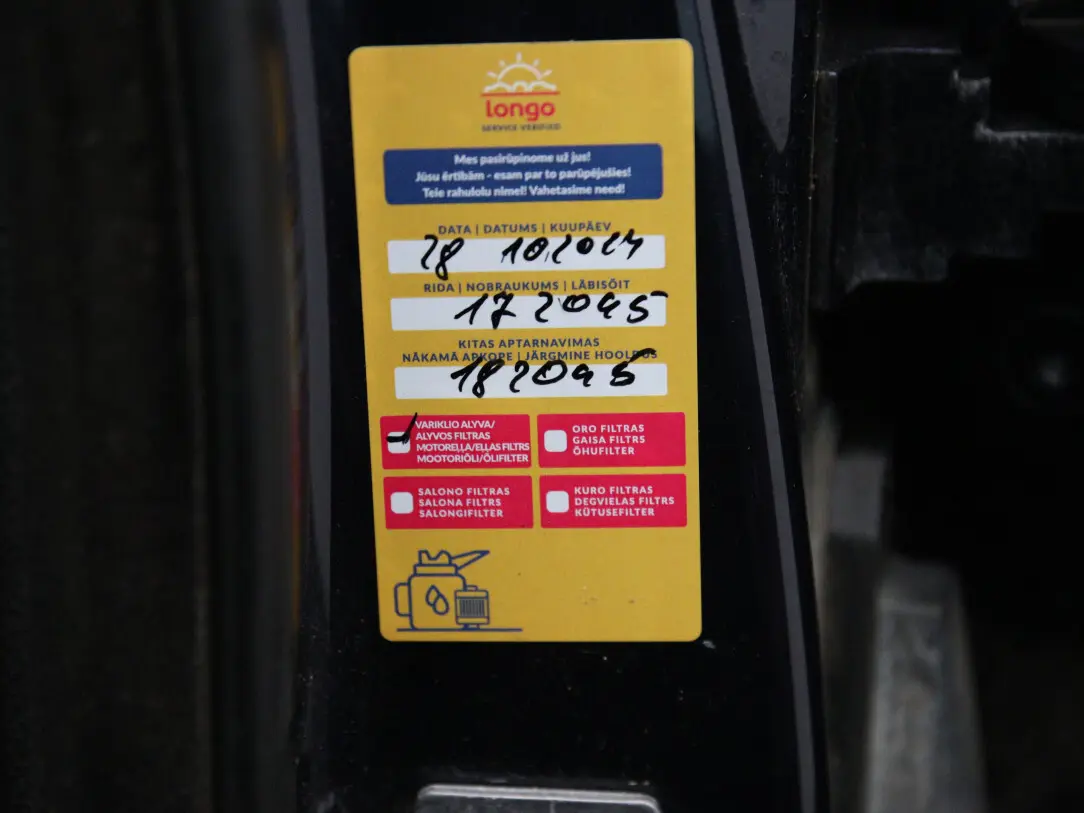 longo
SERVICE VERIFIED
Mes pasirūpinome už jus!
Jūsu ērtībām - esam par to parūpējušies!
Teie rahulolu nimel! Vahetasime need!
DATA | DATUMS | KUUPÄEV
28 10.2024
RIDA | NOBRAUKUMS | LÄBISÕIT
172045
KITAS APTARNAVIMAS
NĀKAMĀ APKOPE | JÄRGMINE HOOLDUS
182045
VARIKLIO ALYVA/
ALYVOS FILTRAS
MOTOREĻĻA/EĻĻAS FILTRS
MOOTORIÕLI/ÕLIFILTER
ORO FILTRAS
GAISA FILTRS
ÕHUFILTER
SALONO FILTRAS
SALONA FILTRS
SALONGIFILTER
KURO FILTRAS
DEGVIELAS FILTRS
KÜTUSEFILTER